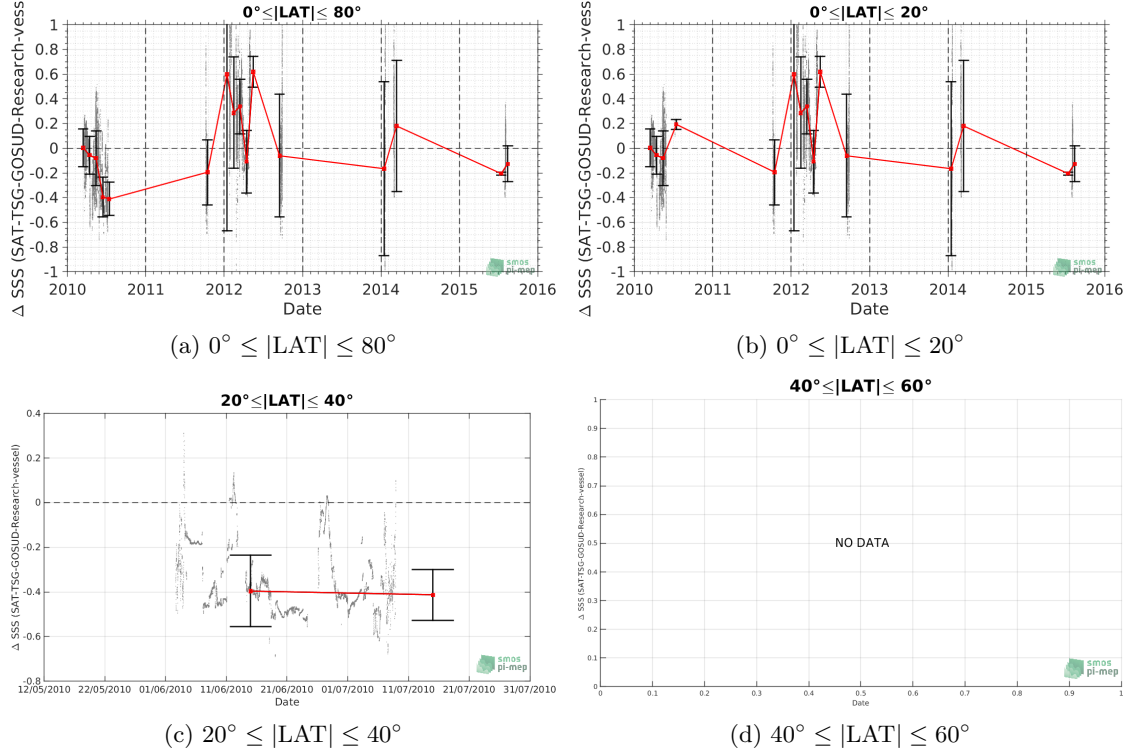 0°≤|LAT|≤ 80°
Δ SSS (SAT-TSG-GOSUD-Research-vess
1
0.8
0.6
0.4
0.2
0
-0.2
-0.4
-0.6
-0.8
-1
2010 2011 2012 2013 2014 2015 2016
Date
smos
pi-mep
(a) 0° ≤ |LAT| ≤ 80°
0°≤|LAT|≤ 20°
Δ SSS (SAT-TSG-GOSUD-Research-vess
1
0.8
0.6
0.4
0.2
0
-0.2
-0.4
-0.6
-0.8
-1
2010 2011 2012 2013 2014 2015 2016
Date
smos
pi-mep
(b) 0° ≤ |LAT| ≤ 20°
20°≤|LAT|≤ 40°
Δ SSS (SAT-TSG-GOSUD-Research-vessel)
0.4
0.2
0
-0.2
-0.4
-0.6
-0.8
12/05/2010 22/05/2010 01/06/2010 11/06/2010 21/06/2010 01/07/2010 11/07/2010 21/07/2010 31/07/2010
Date
smos
pi-mep
(c) 20° ≤ |LAT| ≤ 40°
40°≤|LAT|≤ 60°
Δ SSS (SAT-TSG-GOSUD-Research-vessel)
1
0.9
0.8
0.7
0.6
0.5
0.4
0.3
0.2
0.1
0
NO DATA
0 0.1 0.2 0.3 0.4 0.5 0.6 0.7 0.8 0.9 1
Date
smos
pi-mep
(d) 40° ≤ |LAT| ≤ 60°